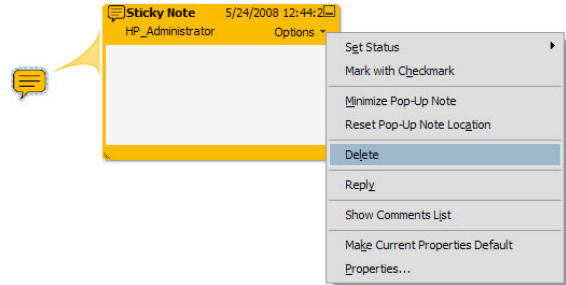 Sticky Note 5/24/2008 12:44:2
HP_Administrator Options
Set Status
Mark with Checkmark
Minimize Pop-Up Note
Reset Pop-Up Note Location
Delete
Reply
Show Comments List
Make Current Properties Default
Properties...